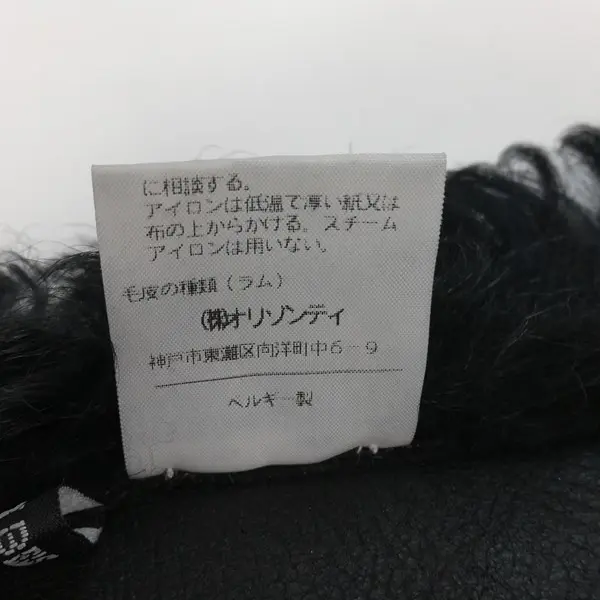 に相談する。
アイロンは低温で厚い紙又は
布の上からかける。スチーム
アイロンは用いない。
毛皮の種類(ラム)
(株)オリゾンティ
神戸市東灘区向洋町中6-9
ベルギー製